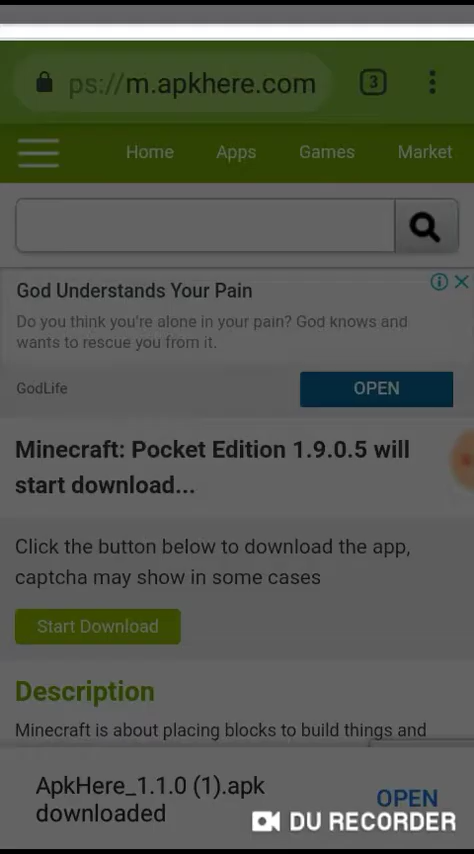 ps://m.apkhere.com
3
Home Apps Games Market
God Understands Your Pain
Do you think you're alone in your pain? God knows and
wants to rescue you from it.
GodLife
OPEN
Minecraft: Pocket Edition 1.9.0.5 will
start download...
Click the button below to download the app,
captcha may show in some cases
Start Download
Description
Minecraft is about placing blocks to build things and
ApkHere_1.1.0 (1).apk
downloaded
OPEN
DU RECORDER